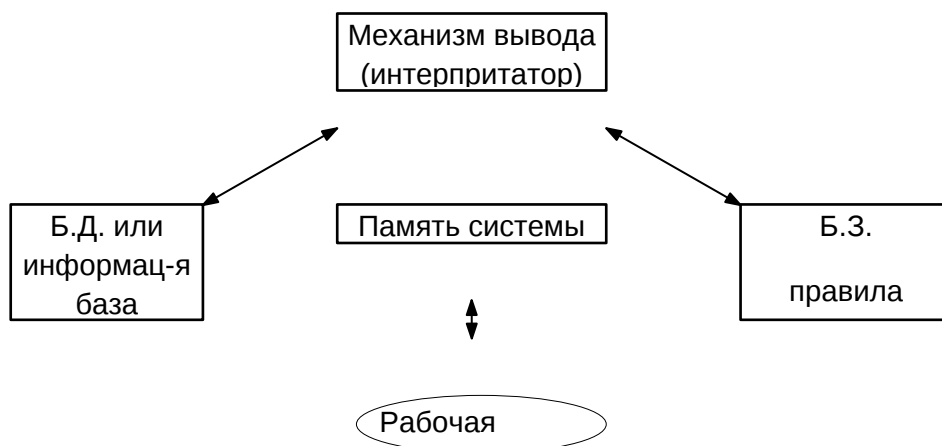 Механизм вывода
(интерпритатор)
Б.Д. или
информац-я
база
Память системы
Б.З.
правила
Рабочая